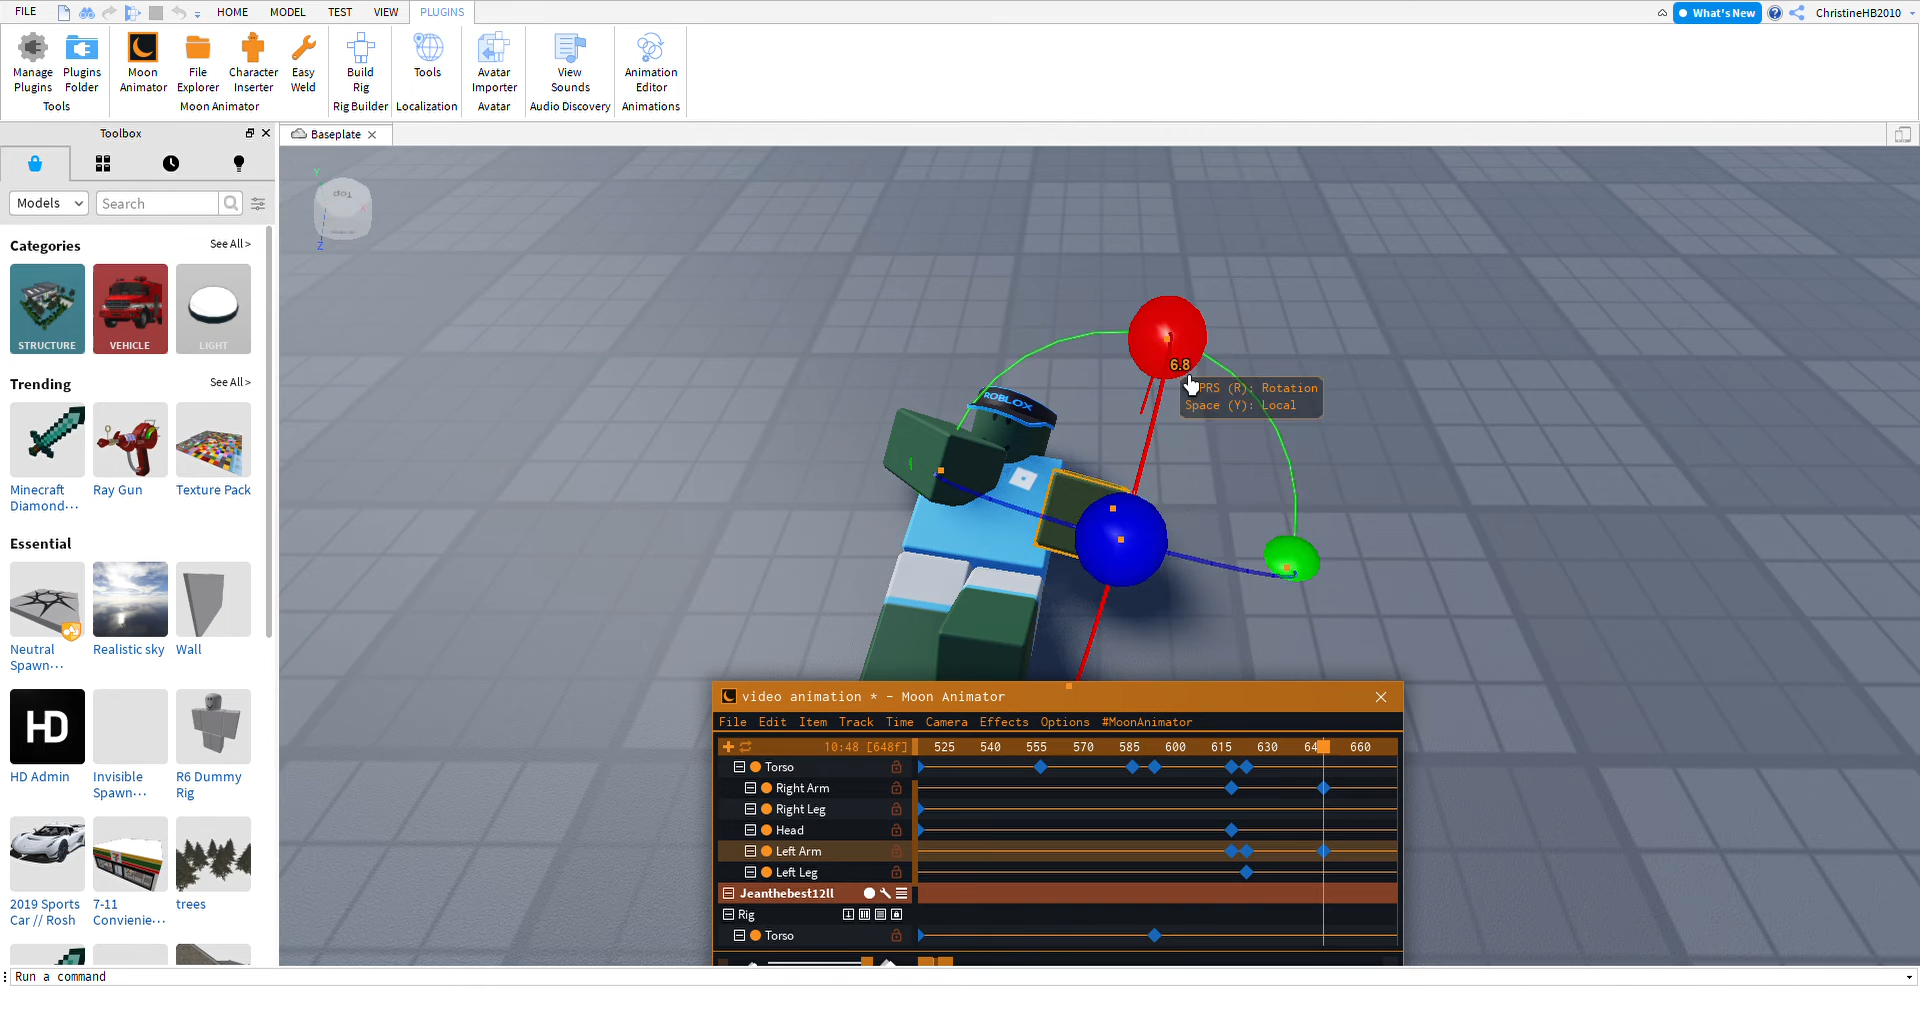 FILE HOME MODEL TEST VIEW PLUGINS What's New ChristineHB2010
Manage Plugins
Plugins Folder
Tools
Moon Animator
File Explorer
Character Inserter
Easy Weld
Moon Animator
Build Rig
Rig Builder
Tools
Localization
Avatar Importer
Avatar
View Sounds
Audio Discovery
Animation Editor
Animations
Toolbox
Baseplate
Models
Search
Categories See All >
STRUCTURE VEHICLE LIGHT
Trending See All >
Minecraft Diamond···
Ray Gun
Texture Pack
Essential
Neutral Spawn···
Realistic sky
Wall
HD
HD Admin
Invisible Spawn···
R6 Dummy Rig
2019 Sports Car // Rosh
7-11 Convenie···
trees
Y
Top
Z
ROBLOX
6.8
PRS (R): Rotation
Space (Y): Local
video animation * - Moon Animator
File Edit Item Track Time Camera Effects Options #MoonAnimator
10:48 [648f] 525 540 555 570 585 600 615 630 64 660
Torso
Right Arm
Right Leg
Head
Left Arm
Left Leg
Jeanthebest12ll
Rig
Torso
Run a command